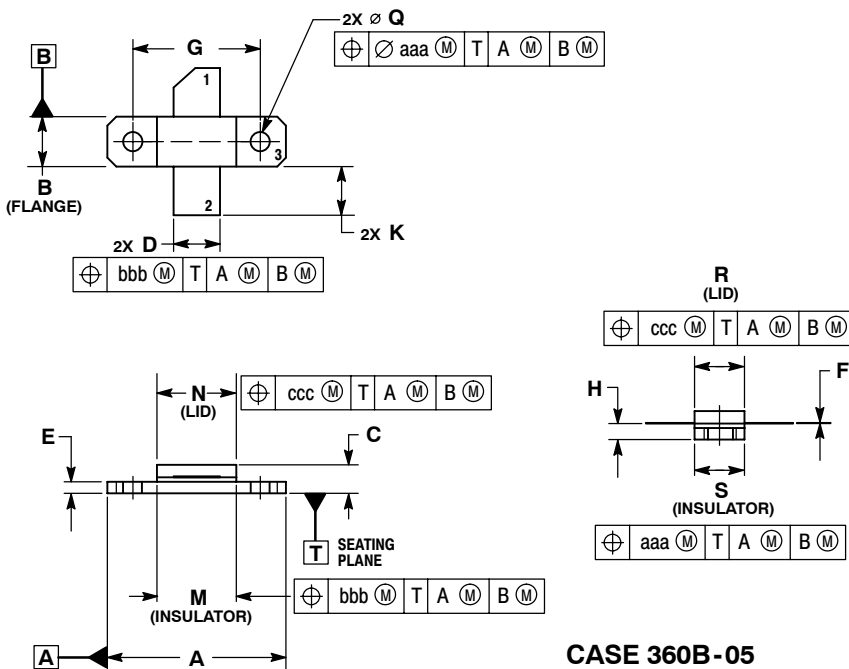 2X ⌀ Q
⌖ ⌀ aaa Ⓜ T A Ⓜ B Ⓜ
G
B
1
3
B
(FLANGE)
2
2X K
2X D
⌖ bbb Ⓜ T A Ⓜ B Ⓜ
R
(LID)
⌖ ccc Ⓜ T A Ⓜ B Ⓜ
N
(LID)
⌖ ccc Ⓜ T A Ⓜ B Ⓜ
H
F
E
C
S
(INSULATOR)
⌖ aaa Ⓜ T A Ⓜ B Ⓜ
T SEATING
PLANE
M
(INSULATOR)
⌖ bbb Ⓜ T A Ⓜ B Ⓜ
A
A
CASE 360B-05